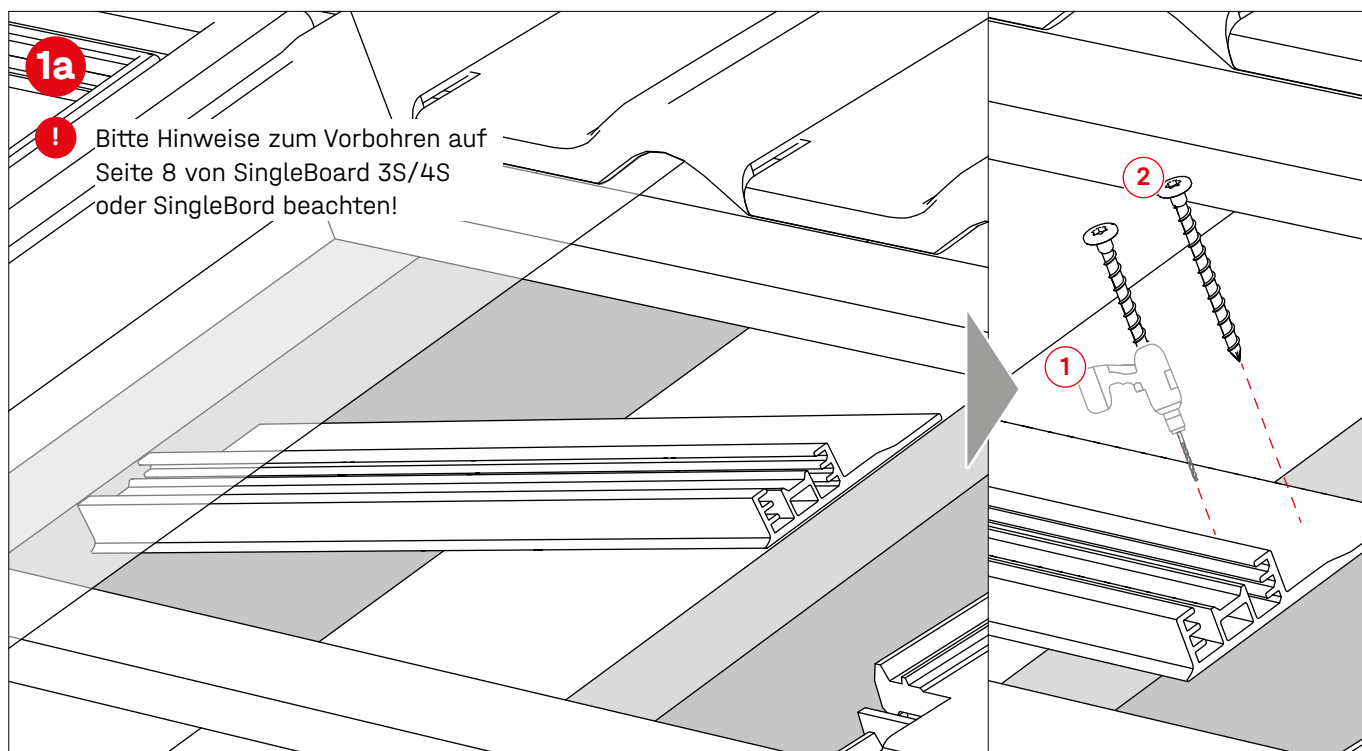 1a
! Bitte Hinweise zum Vorbohren auf
Seite 8 von SingleBoard 3S/4S
oder SingleBord beachten!
2
1